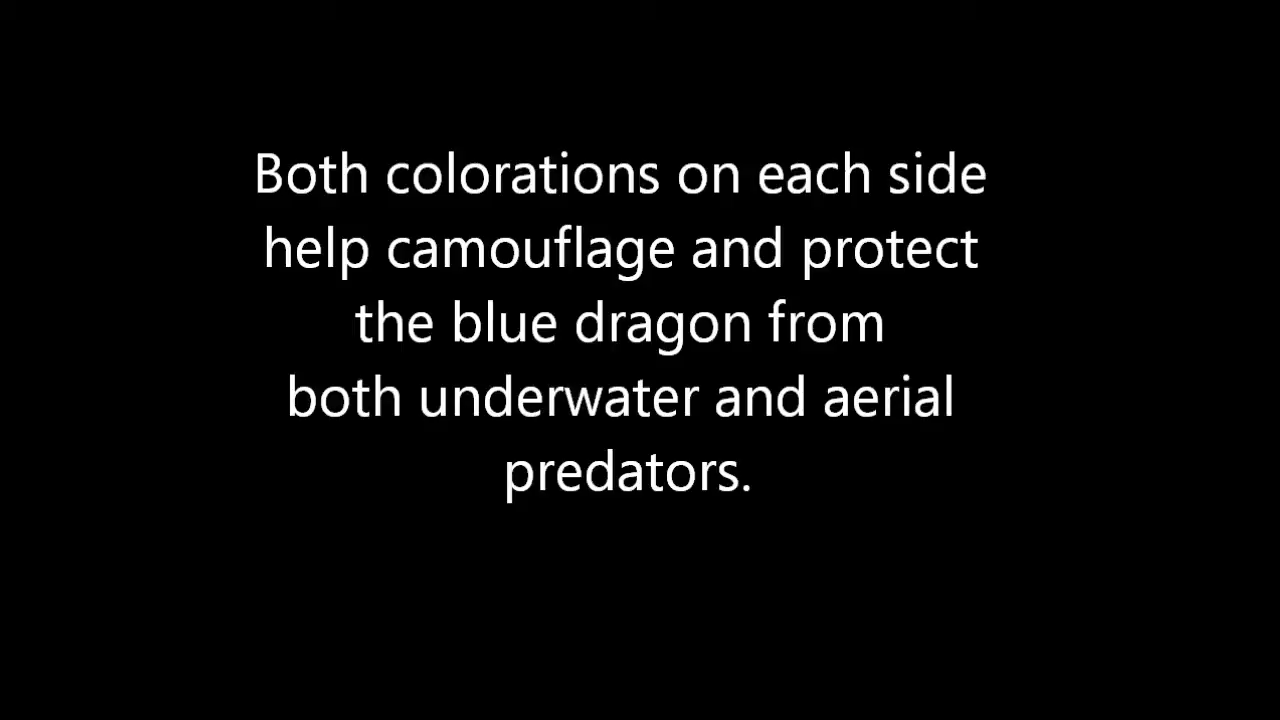 Both colorations on each side
help camouflage and protect
the blue dragon from
both underwater and aerial
predators.